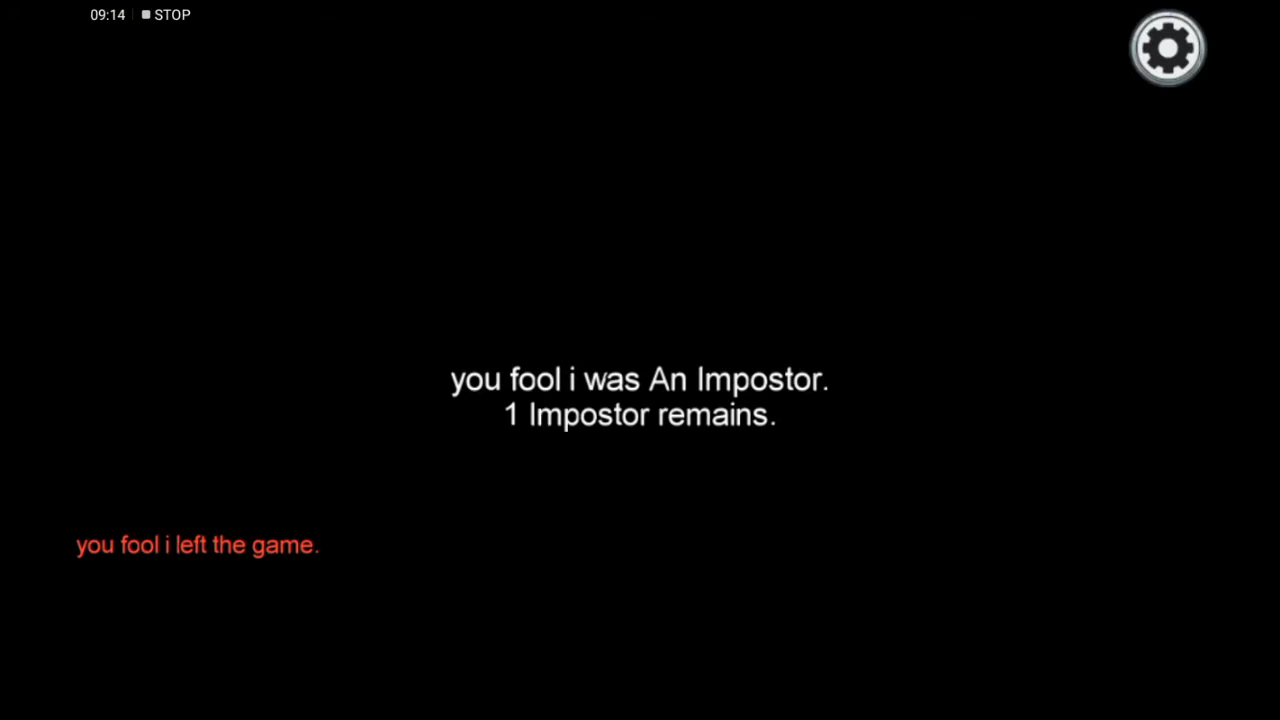 09:14 STOP
you fool i was An Impostor.
1 Impostor remains.
you fool i left the game.